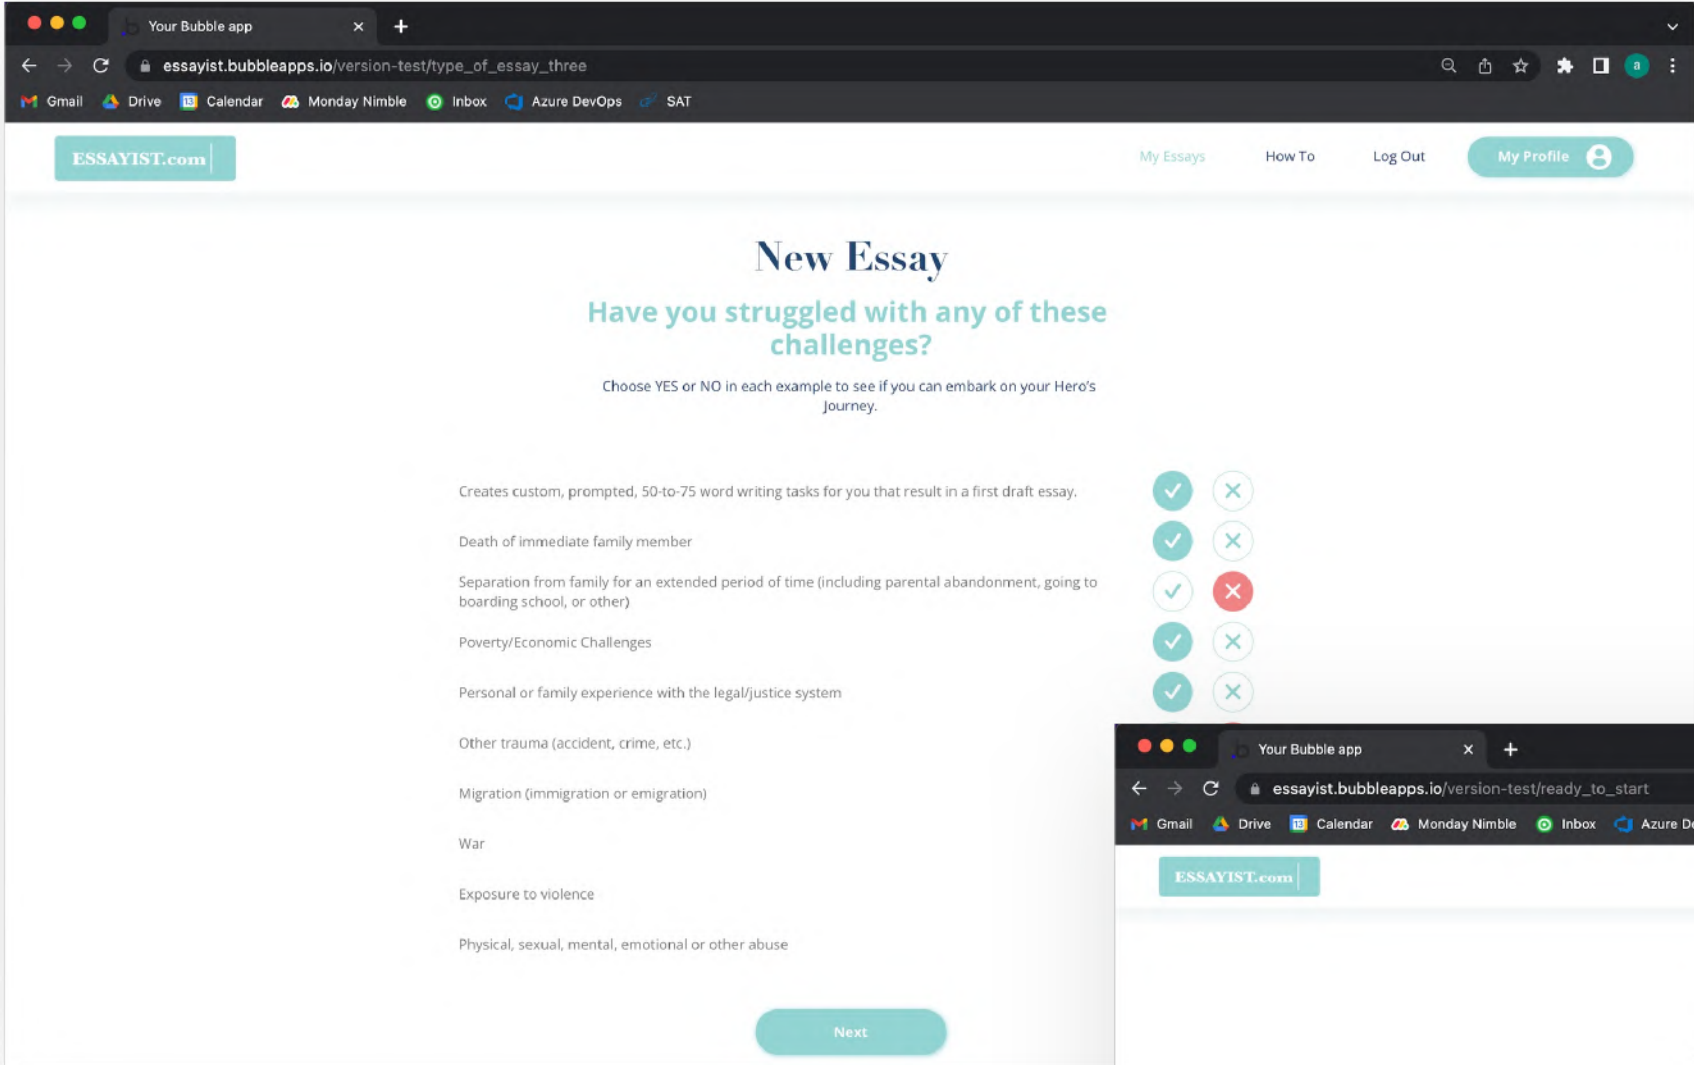 Your Bubble app
essayist.bubbleapps.io/version-test/type_of_essay_three
a
Gmail Drive 13 Calendar Monday Nimble Inbox Azure DevOps SAT
ESSAYIST.com
My Essays How To Log Out My Profile
New Essay
Have you struggled with any of these
challenges?
Choose YES or NO in each example to see if you can embark on your Hero's
Journey.
Creates custom, prompted, 50-to-75 word writing tasks for you that result in a first draft essay.
Death of immediate family member
Separation from family for an extended period of time (including parental abandonment, going to
boarding school, or other)
Poverty/Economic Challenges
Personal or family experience with the legal/justice system
Other trauma (accident, crime, etc.)
Migration (immigration or emigration)
War
Exposure to violence
Physical, sexual, mental, emotional or other abuse
Next
Your Bubble app
essayist.bubbleapps.io/version-test/ready_to_start
Gmail Drive 13 Calendar Monday Nimble Inbox Azure De
ESSAYIST.com